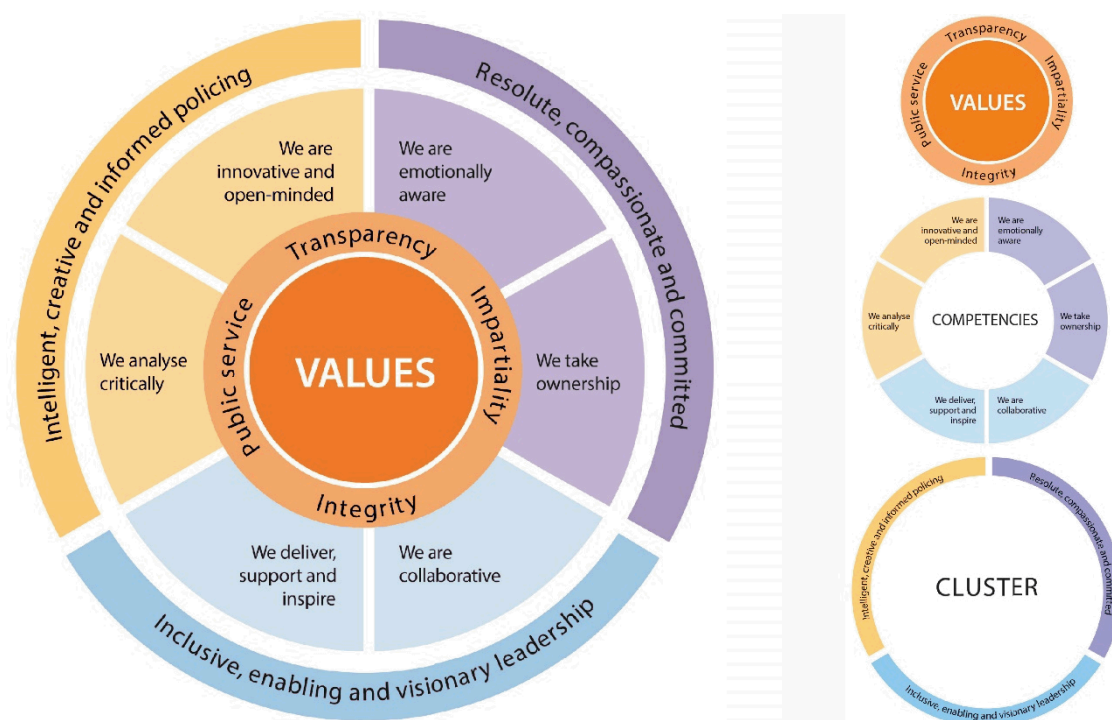 Intelligent, creative and informed policing
Resolute, compassionate and committed
We are
innovative and
open-minded
We are
emotionally
aware
We analyse
critically
Transparency
Public service
VALUES
Impartiality
Integrity
We take
ownership
We deliver,
support and
inspire
We are
collaborative
Inclusive, enabling and visionary leadership
Transparency
Public service
VALUES
Impartiality
Integrity
We are
innovative and
open-minded
We are
emotionally
aware
We analyse
critically
COMPETENCIES
We take
ownership
We deliver,
support and
inspire
We are
collaborative
Intelligent, creative and informed policing
Resolute, compassionate and committed
CLUSTER
Inclusive, enabling and visionary leadership